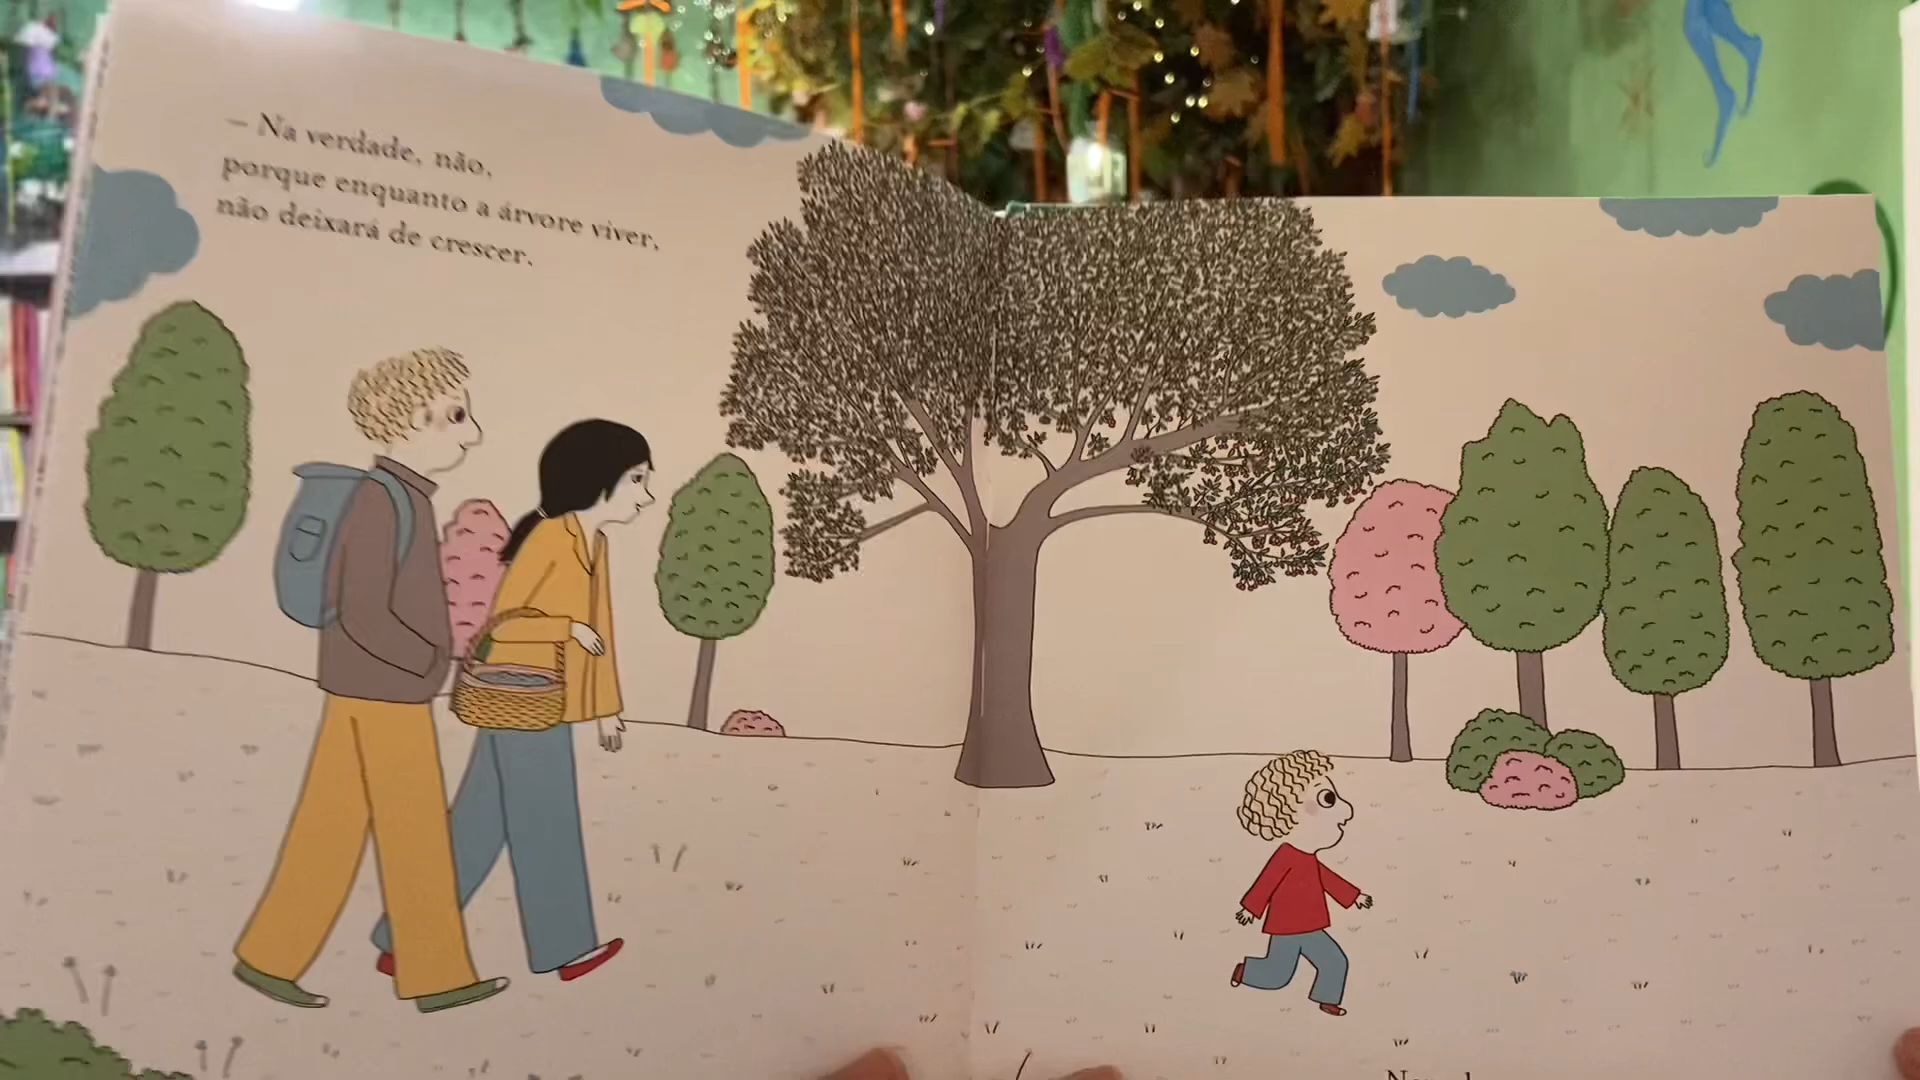 – Na verdade, não,
porque enquanto a árvore viver,
não deixará de crescer.